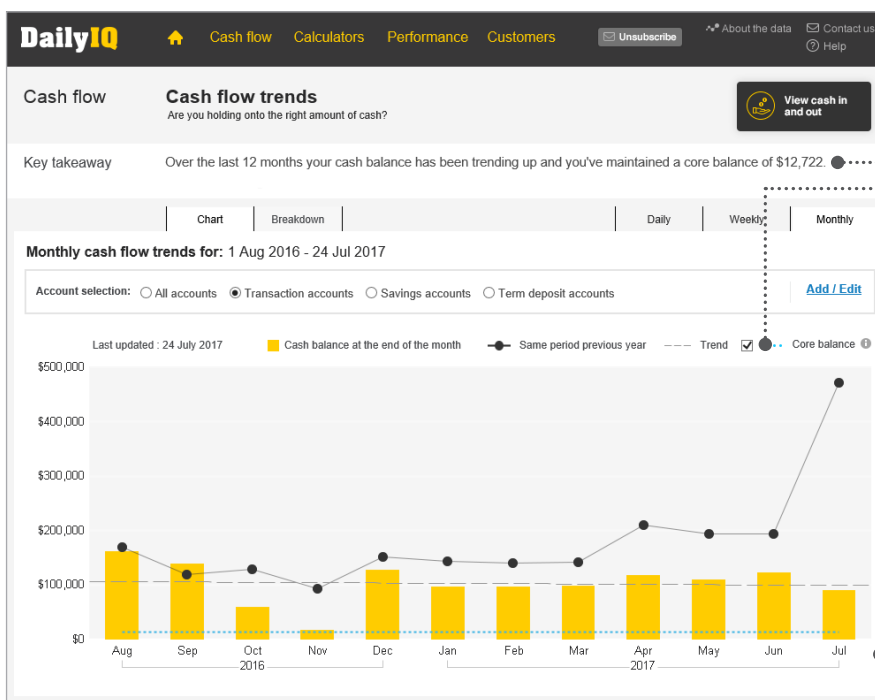 DailyIQ
Cash flow Calculators Performance Customers
Unsubscribe
About the data
Contact us
Help
Cash flow
Cash flow trends
Are you holding onto the right amount of cash?
View cash in
and out
Key takeaway
Over the last 12 months your cash balance has been trending up and you've maintained a core balance of $12,722.
Chart Breakdown Daily Weekly Monthly
Monthly cash flow trends for: 1 Aug 2016 - 24 Jul 2017
Account selection: All accounts Transaction accounts Savings accounts Term deposit accounts Add / Edit
Last updated : 24 July 2017 Cash balance at the end of the month Same period previous year Trend Core balance
$500,000
$400,000
$300,000
$200,000
$100,000
$0
Aug Sep Oct Nov Dec Jan Feb Mar Apr May Jun Jul
2016 2017